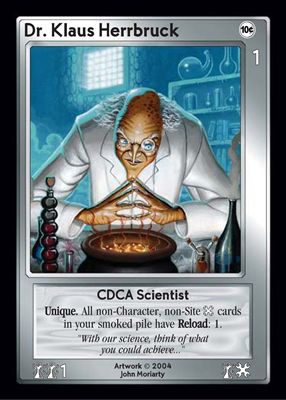 Dr. Klaus Herrbruck
10¢
1
CDCA Scientist
Unique. All non-Character, non-Site cards
in your smoked pile have Reload: 1.
"With our science, think of what
you could achieve..."
Artwork © 2004
John Moriarty
1
1